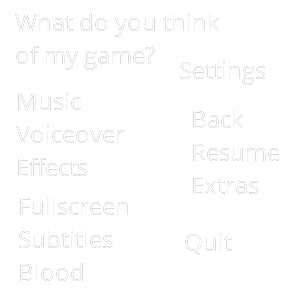 What do you think
of my game?
Settings
Music
Voiceover
Effects
Back
Resume
Extras
Fullscreen
Subtitles
Blood
Quit